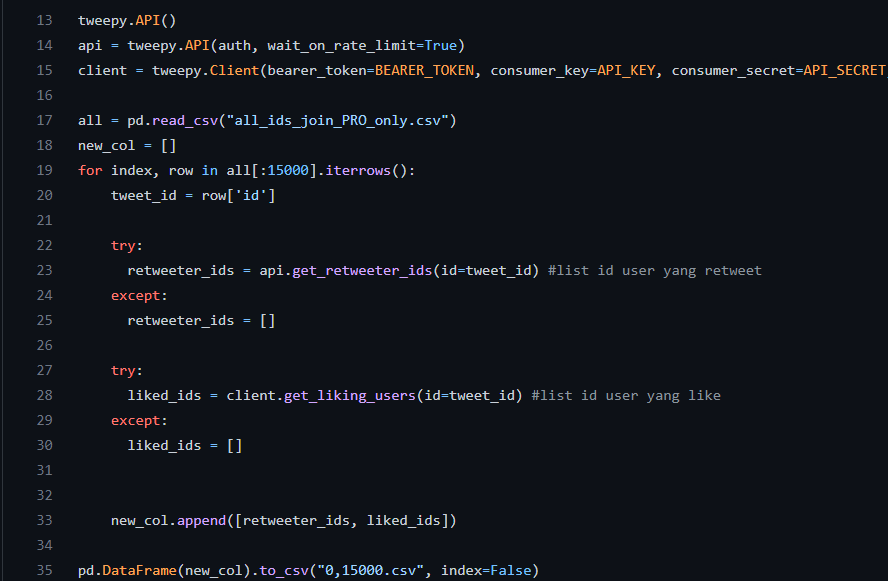 13 tweepy.API()
14 api = tweepy.API(auth, wait_on_rate_limit=True)
15 client = tweepy.Client(bearer_token=BEARER_TOKEN, consumer_key=API_KEY, consumer_secret=API_SECRET,
16
17 all = pd.read_csv("all_ids_join_PRO_only.csv")
18 new_col = []
19 for index, row in all[:15000].iterrows():
20     tweet_id = row['id']
21
22     try:
23       retweeter_ids = api.get_retweeter_ids(id=tweet_id) #list id user yang retweet
24     except:
25       retweeter_ids = []
26
27     try:
28       liked_ids = client.get_liking_users(id=tweet_id) #list id user yang like
29     except:
30       liked_ids = []
31
32
33     new_col.append([retweeter_ids, liked_ids])
34
35 pd.DataFrame(new_col).to_csv("0,15000.csv", index=False)